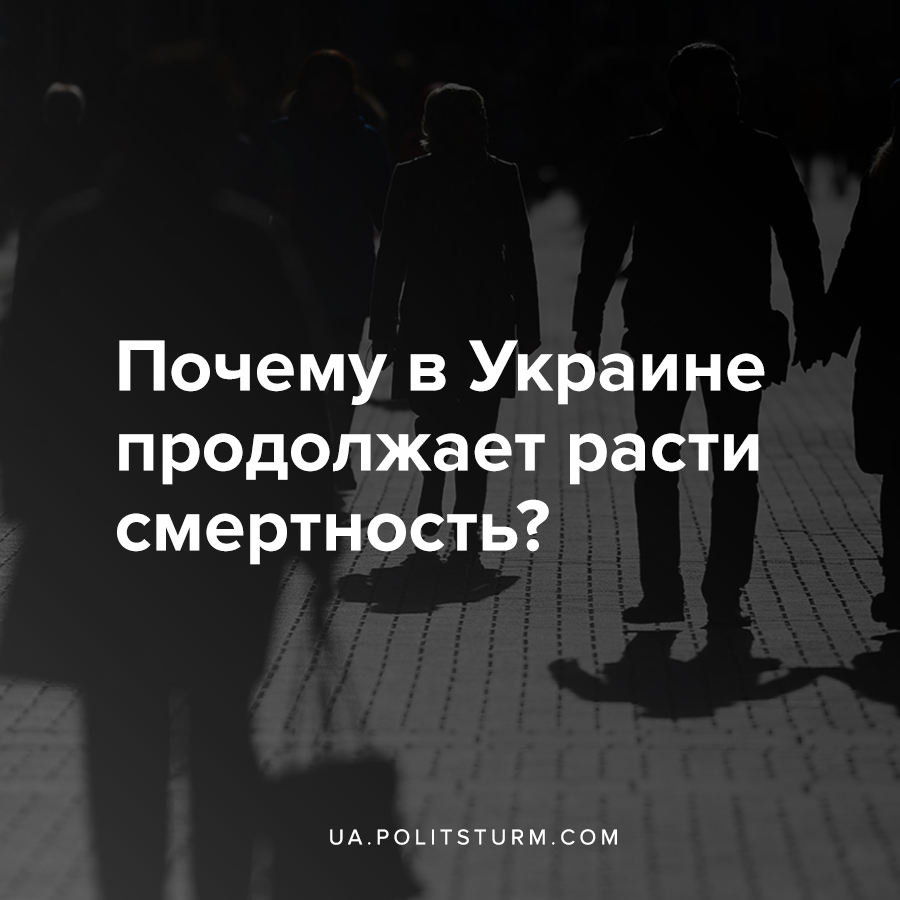 Почему в Украине
продолжает расти
смертность?
UA.POLITSTURM.COM